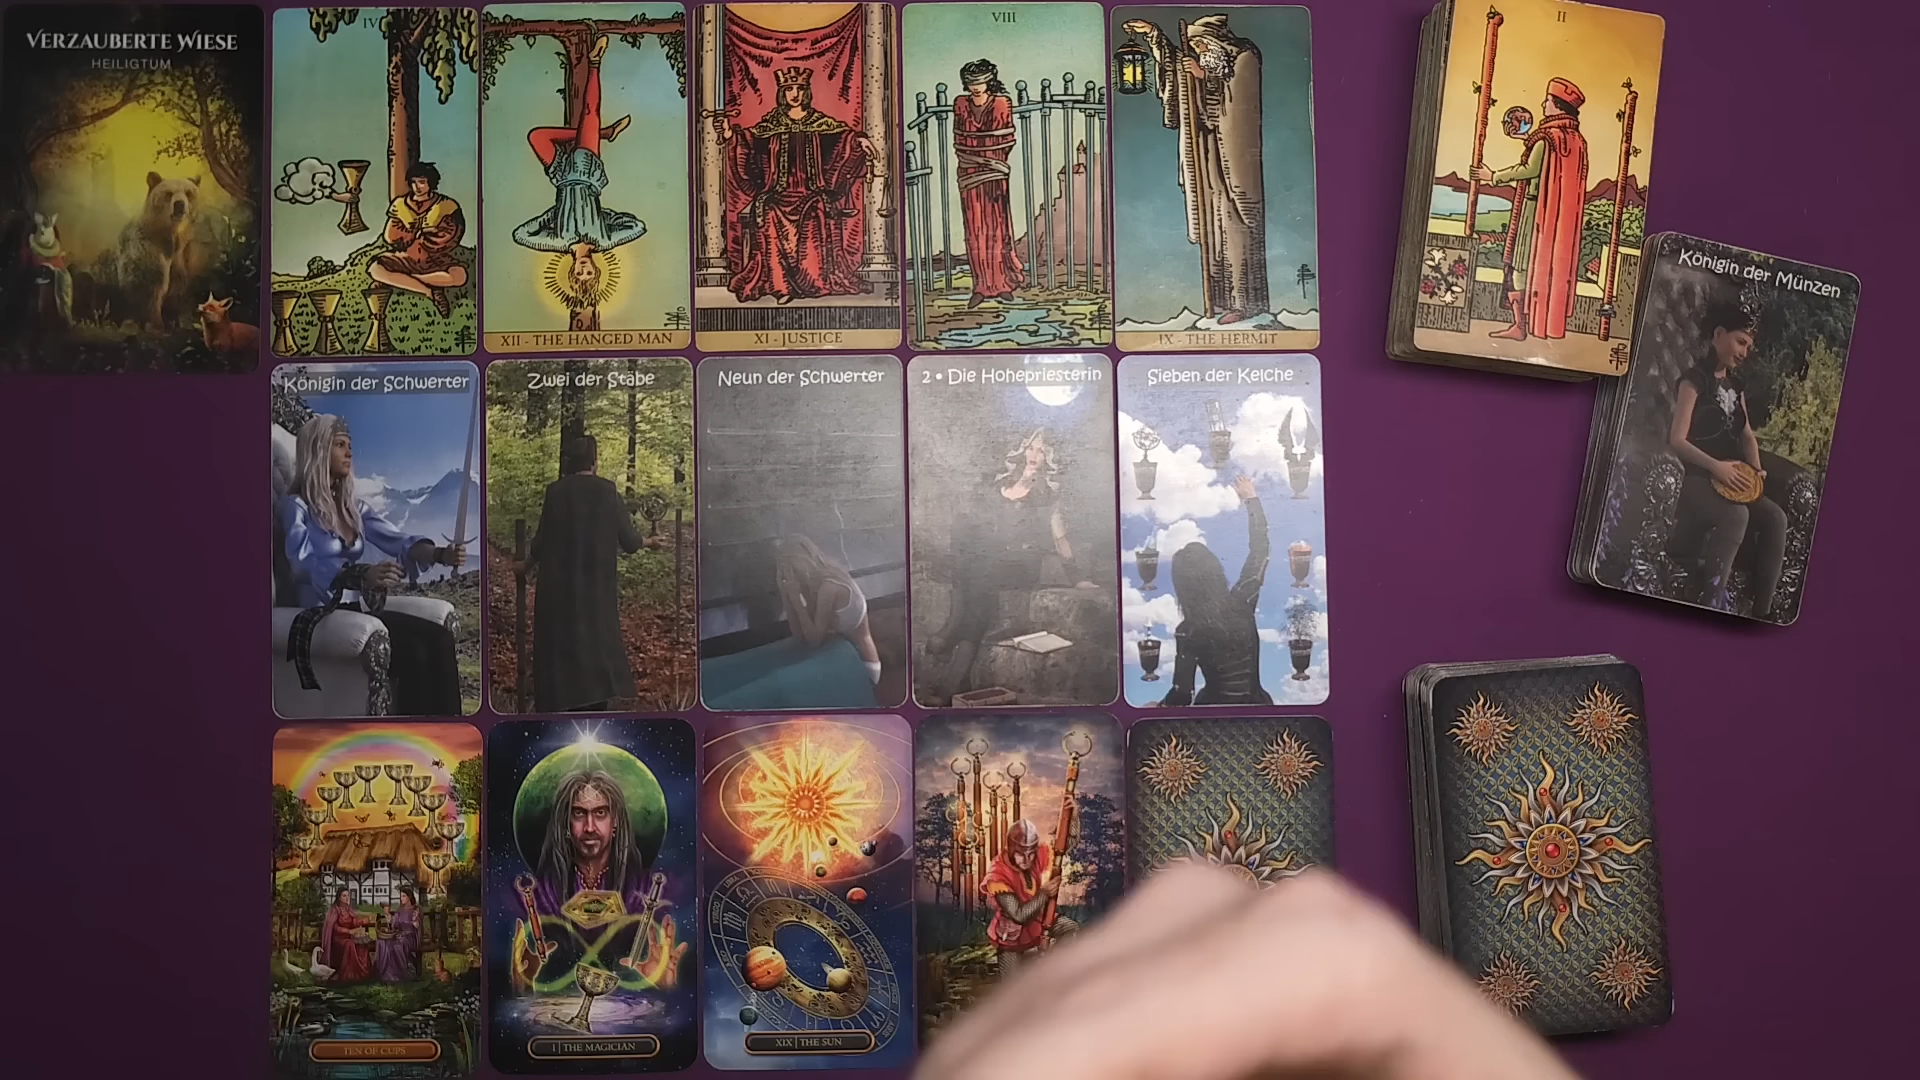 VERZAUBERTE WIESE
HEILIGTUM
IV
XII - THE HANGED MAN
XI - JUSTICE
VIII
IX - THE HERMIT
II
Königin der Münzen
Königin der Schwerter
Zwei der Stäbe
Neun der Schwerter
2 • Die Hohepriesterin
Sieben der Kelche
TEN OF CUPS
I | THE MAGICIAN
XIX | THE SUN